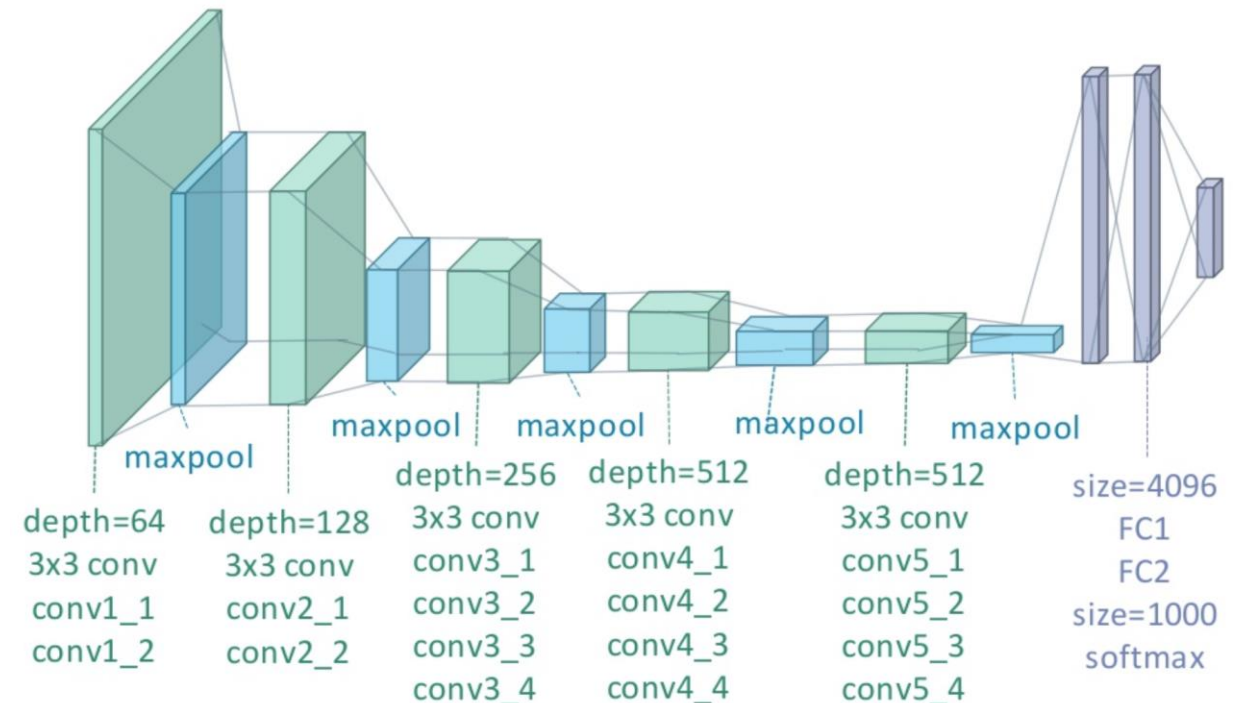 maxpool
depth=64
3x3 conv
conv1_1
conv1_2
depth=128
3x3 conv
conv2_1
conv2_2
maxpool
depth=256
3x3 conv
conv3_1
conv3_2
conv3_3
conv3_4
maxpool
depth=512
3x3 conv
conv4_1
conv4_2
conv4_3
conv4_4
maxpool
depth=512
3x3 conv
conv5_1
conv5_2
conv5_3
conv5_4
maxpool
size=4096
FC1
FC2
size=1000
softmax